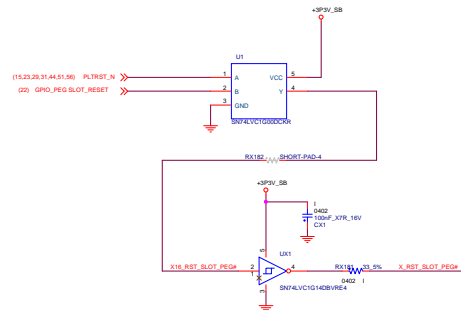 +3P3V_SB
U1
(15,23,29,31,44,51,56) PLTRST_N
1 A VCC 5
(22) GPIO_PEG SLOT_RESET
2 B Y 4
3 GND
SN74LVC1G00DCKR
RX182 SHORT-PAD-4
+3P3V_SB
I
0402
100nF_X7R_16V
CX1
5
UX1
X16_RST_SLOT_PEG# 2 4 RX181 33_5% X_RST_SLOT_PEG#
1
0402 I
3
SN74LVC1G14DBVRE4